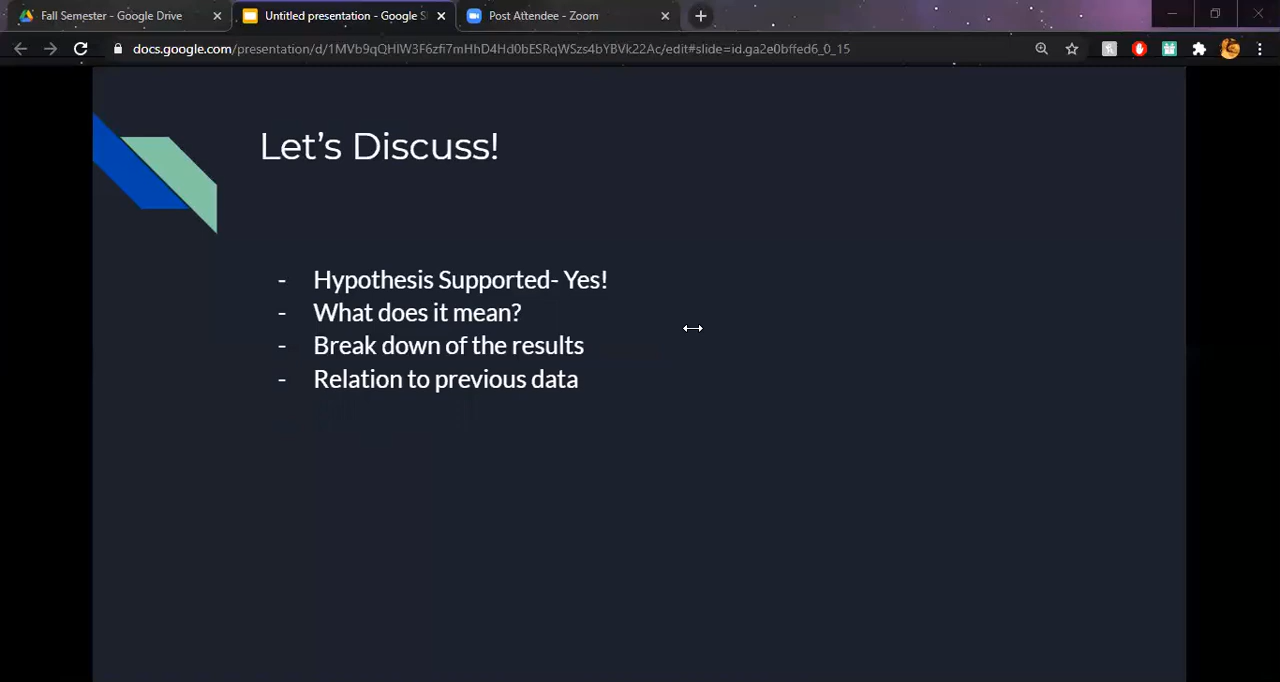 Fall Semester - Google Drive
Untitled presentation - Google S
Post Attendee - Zoom
docs.google.com/presentation/d/1MVb9qQHlW3F6zfi7mHhD4Hd0bESRqWSzs4bYBVk22Ac/edit#slide=id.ga2e0bffed6_0_15
Let's Discuss!
- Hypothesis Supported- Yes!
- What does it mean?
- Break down of the results
- Relation to previous data